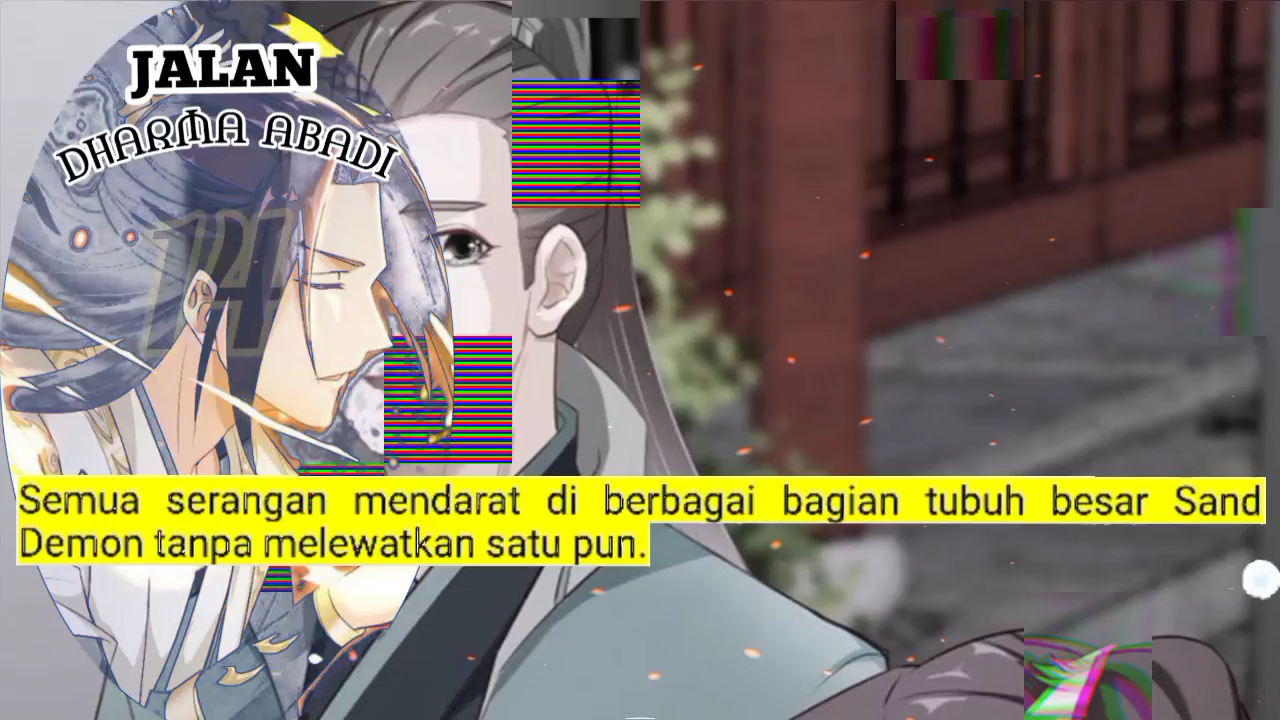 JALAN
DHARMA ABADI
Semua serangan mendarat di berbagai bagian tubuh besar Sand
Demon tanpa melewatkan satu pun.